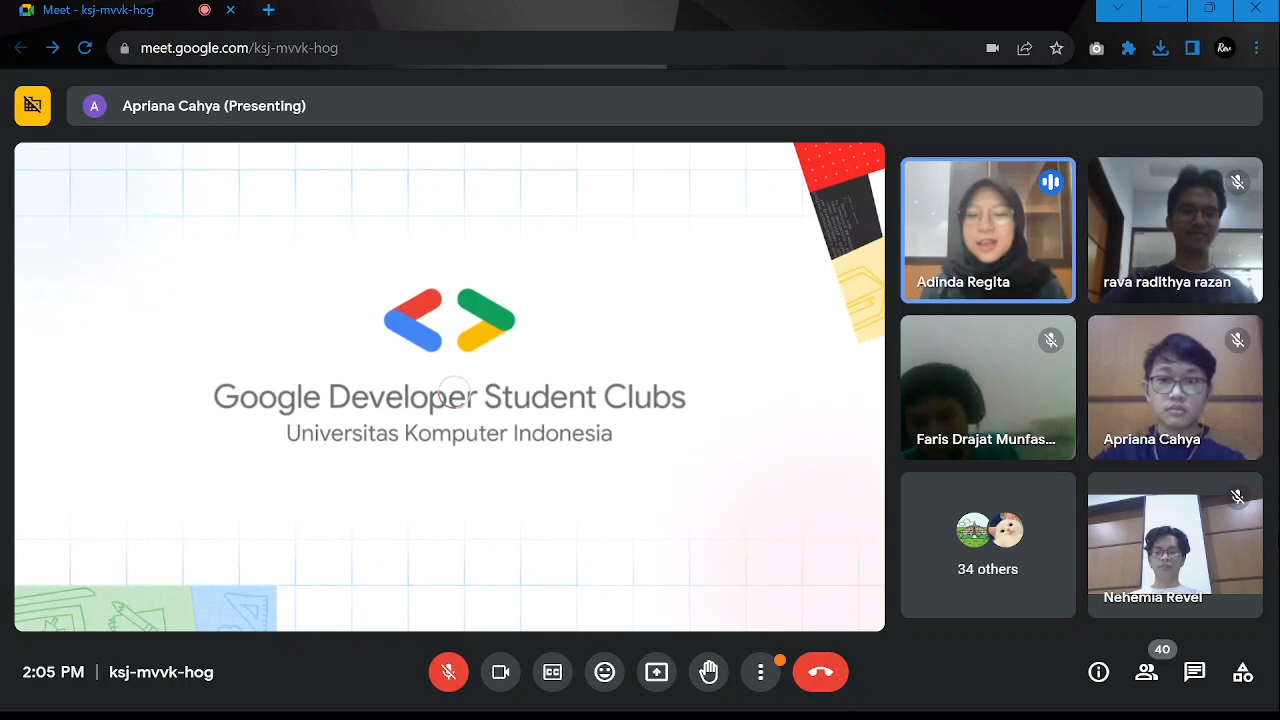 Meet - ksj-mvvk-hog
meet.google.com/ksj-mvvk-hog
Rev
A
Apriana Cahya (Presenting)
Google Developer Student Clubs
Universitas Komputer Indonesia
Adinda Regita
rava radithya razan
Faris Drajat Munfas...
Apriana Cahya
34 others
Nehemia Revel
2:05 PM
ksj-mvvk-hog
CC
40